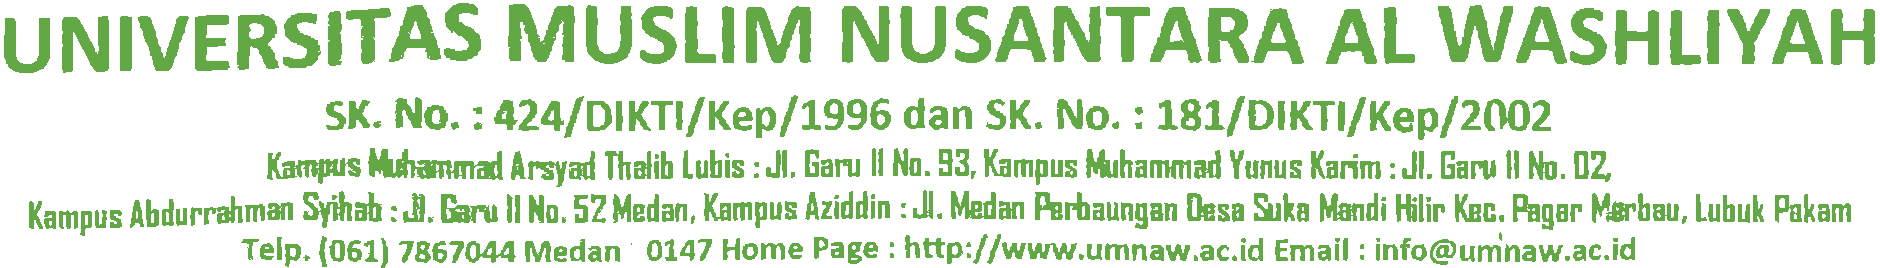 UNIVERSITAS MUSLIM NUSANTARA AL WASHLIYAH
SK. No. : 424/DIKTI/Kep/1996 dan SK. No. : 181/DIKTI/Kep/2002
Kampus Muhammad Arsyad Thalib Lubis : Jl. Garu II No. 93, Kampus Muhammad Yunus Karim : Jl. Garu II No. 02,
Kampus Abdurrahman Syihab : Jl. Garu II No. 52 Medan, Kampus Aziddin : Jl. Medan Perbaungan Desa Suka Mandi Hilir Kec. Pagar Merbau, Lubuk Pakam
Telp. (061) 7867044 Medan 0147 Home Page : http://www.umnaw.ac.id Email : info@umnaw.ac.id